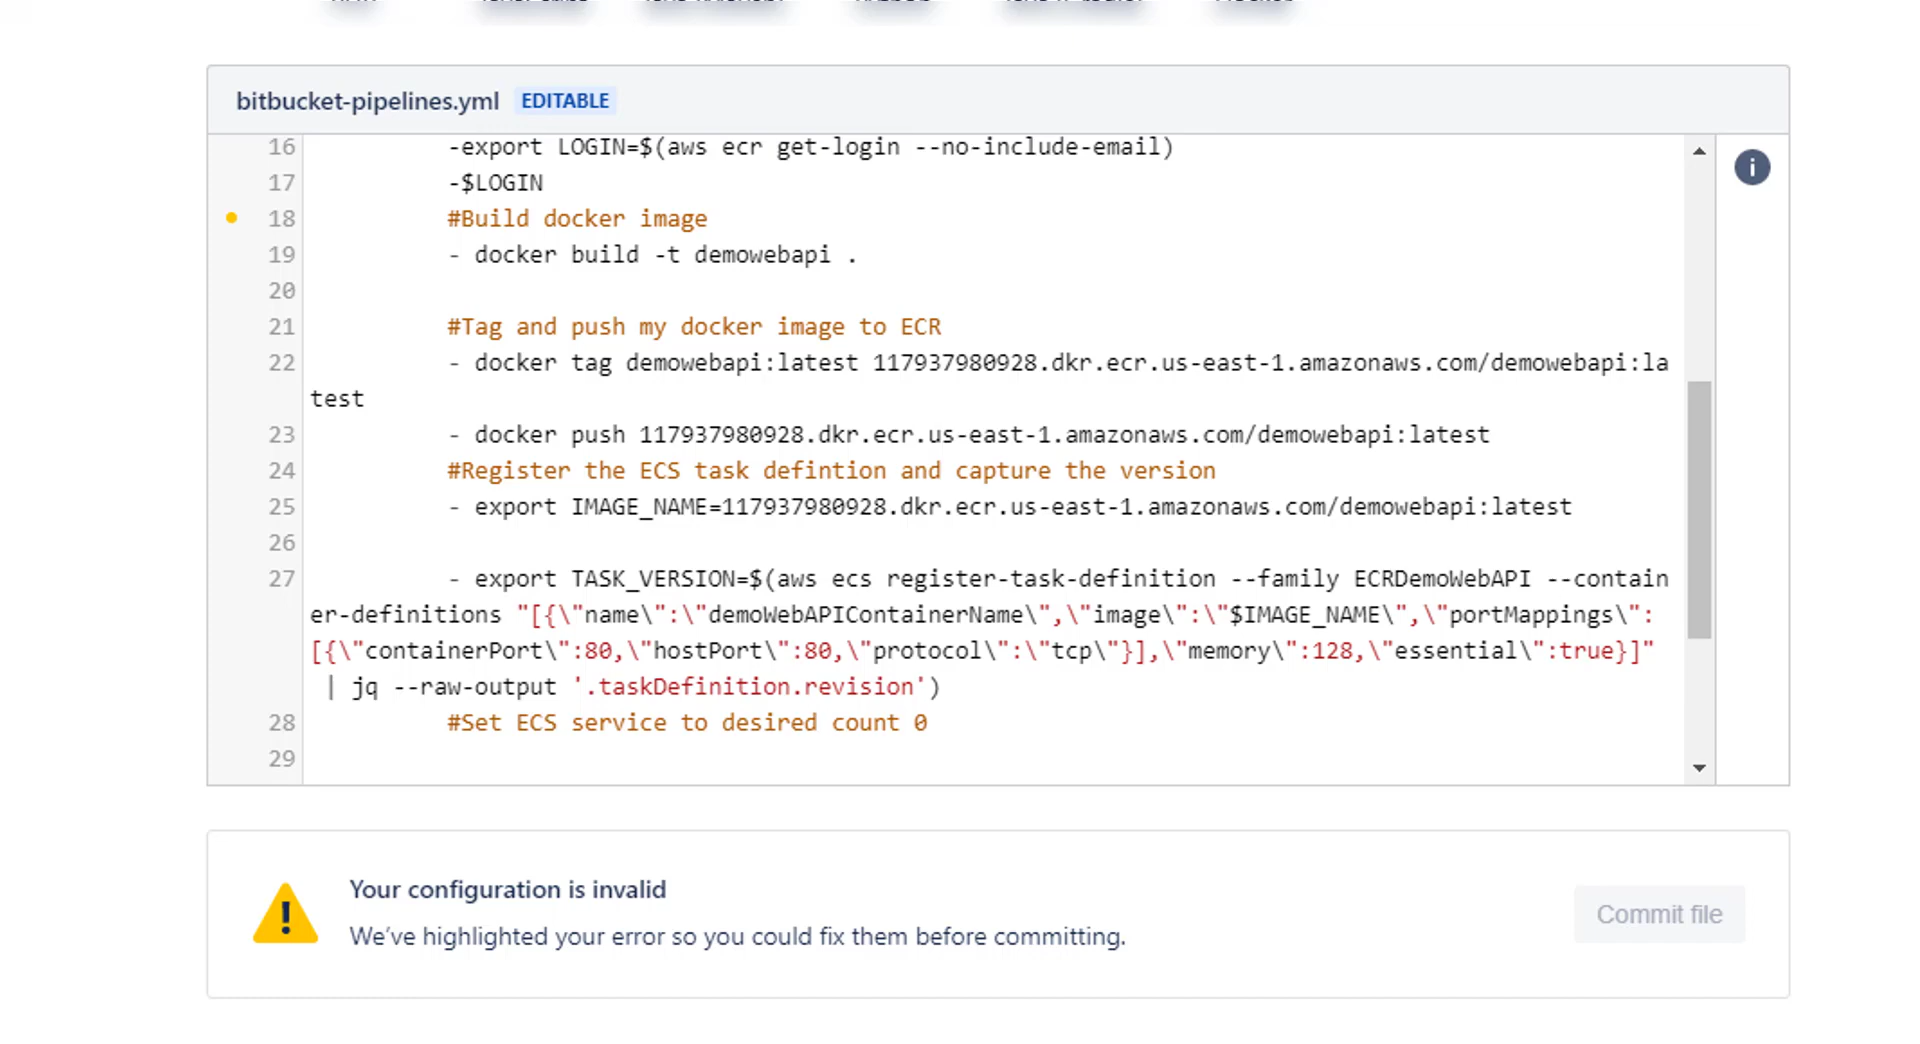 bitbucket-pipelines.yml EDITABLE
16 -export LOGIN=$(aws ecr get-login --no-include-email)
17 -$LOGIN
18 #Build docker image
19 - docker build -t demowebapi .
20
21 #Tag and push my docker image to ECR
22 - docker tag demowebapi:latest 117937980928.dkr.ecr.us-east-1.amazonaws.com/demowebapi:la
test
23 - docker push 117937980928.dkr.ecr.us-east-1.amazonaws.com/demowebapi:latest
24 #Register the ECS task defintion and capture the version
25 - export IMAGE_NAME=117937980928.dkr.ecr.us-east-1.amazonaws.com/demowebapi:latest
26
27 - export TASK_VERSION=$(aws ecs register-task-definition --family ECRDemoWebAPI --contain
er-definitions "[{\"name\":\"demoWebAPIContainerName\",\"image\":\"$IMAGE_NAME\",\"portMappings\":
[{\"containerPort\":80,\"hostPort\":80,\"protocol\":\"tcp\"}],\"memory\":128,\"essential\":true}]"
| jq --raw-output '.taskDefinition.revision')
28 #Set ECS service to desired count 0
29
Your configuration is invalid
We've highlighted your error so you could fix them before committing.
Commit file